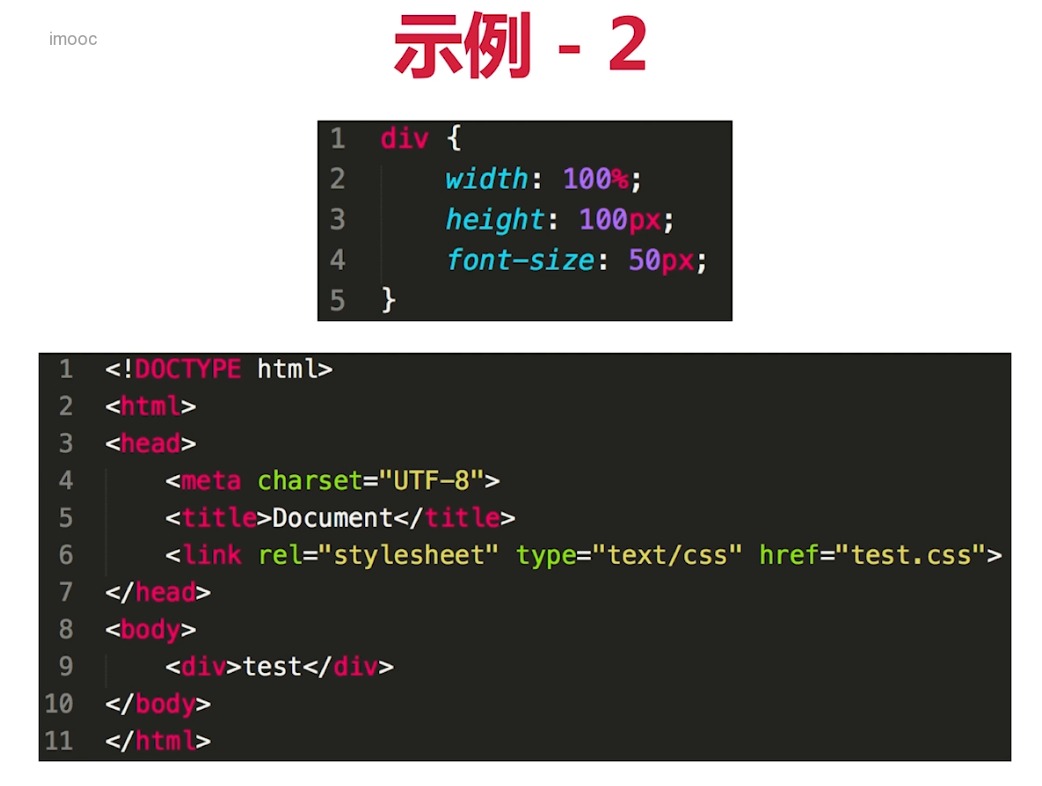 imooc
示例 - 2
1 div {
2 width: 100%;
3 height: 100px;
4 font-size: 50px;
5 }
1 <!DOCTYPE html>
2 <html>
3 <head>
4 <meta charset="UTF-8">
5 <title>Document</title>
6 <link rel="stylesheet" type="text/css" href="test.css">
7 </head>
8 <body>
9 <div>test</div>
10 </body>
11 </html>